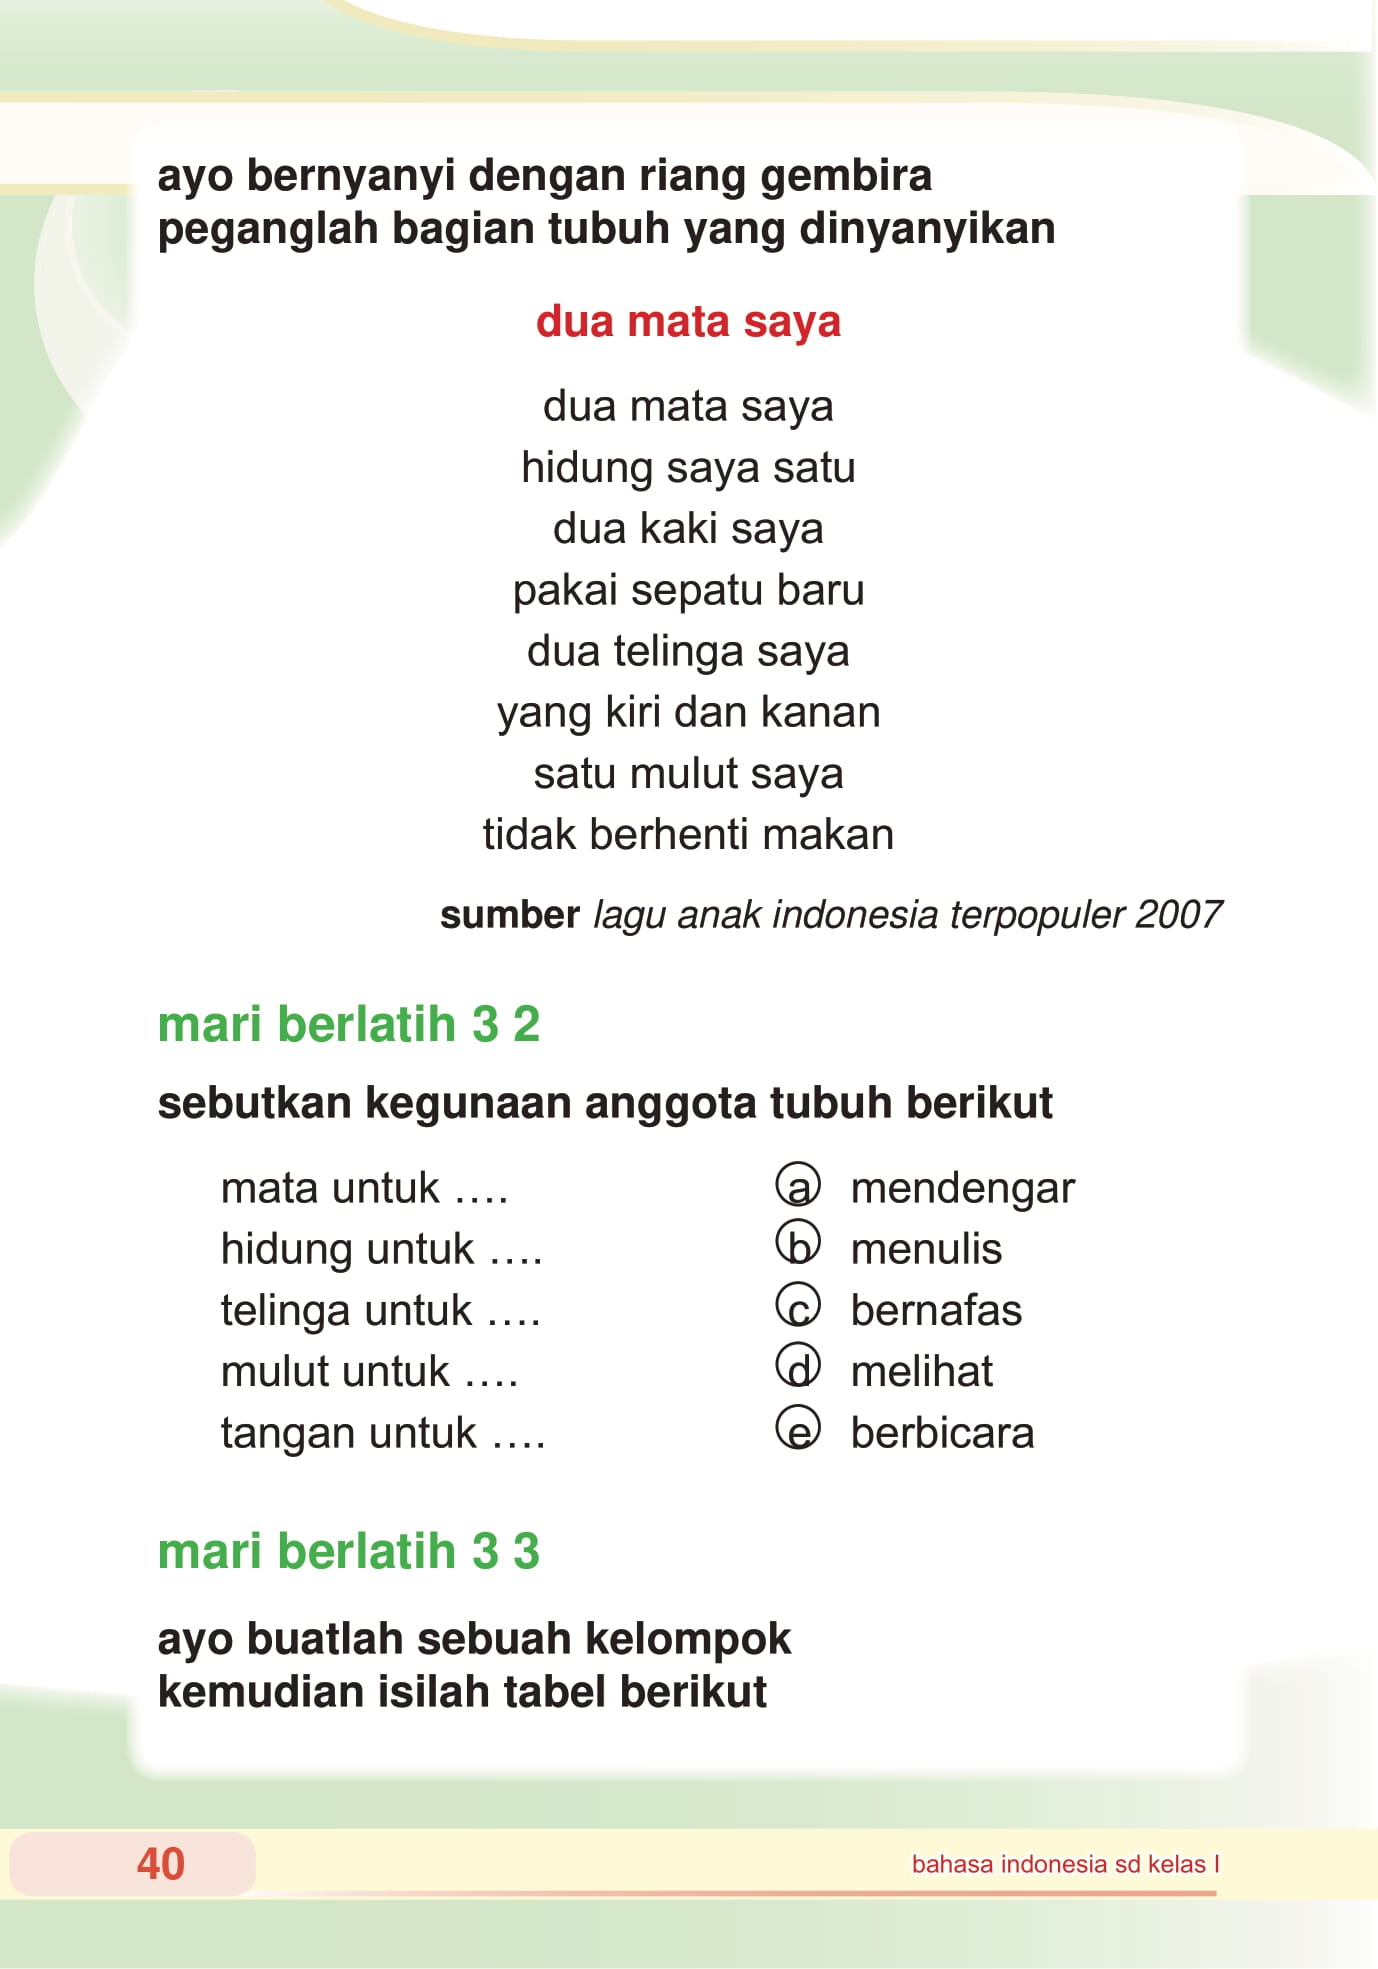 ayo bernyanyi dengan riang gembira
peganglah bagian tubuh yang dinyanyikan
dua mata saya
dua mata saya
hidung saya satu
dua kaki saya
pakai sepatu baru
dua telinga saya
yang kiri dan kanan
satu mulut saya
tidak berhenti makan
sumber lagu anak indonesia terpopuler 2007
mari berlatih 3 2
sebutkan kegunaan anggota tubuh berikut
mata untuk .... a mendengar
hidung untuk .... b menulis
telinga untuk .... c bernafas
mulut untuk .... d melihat
tangan untuk .... e berbicara
mari berlatih 3 3
ayo buatlah sebuah kelompok
kemudian isilah tabel berikut
40 bahasa indonesia sd kelas I